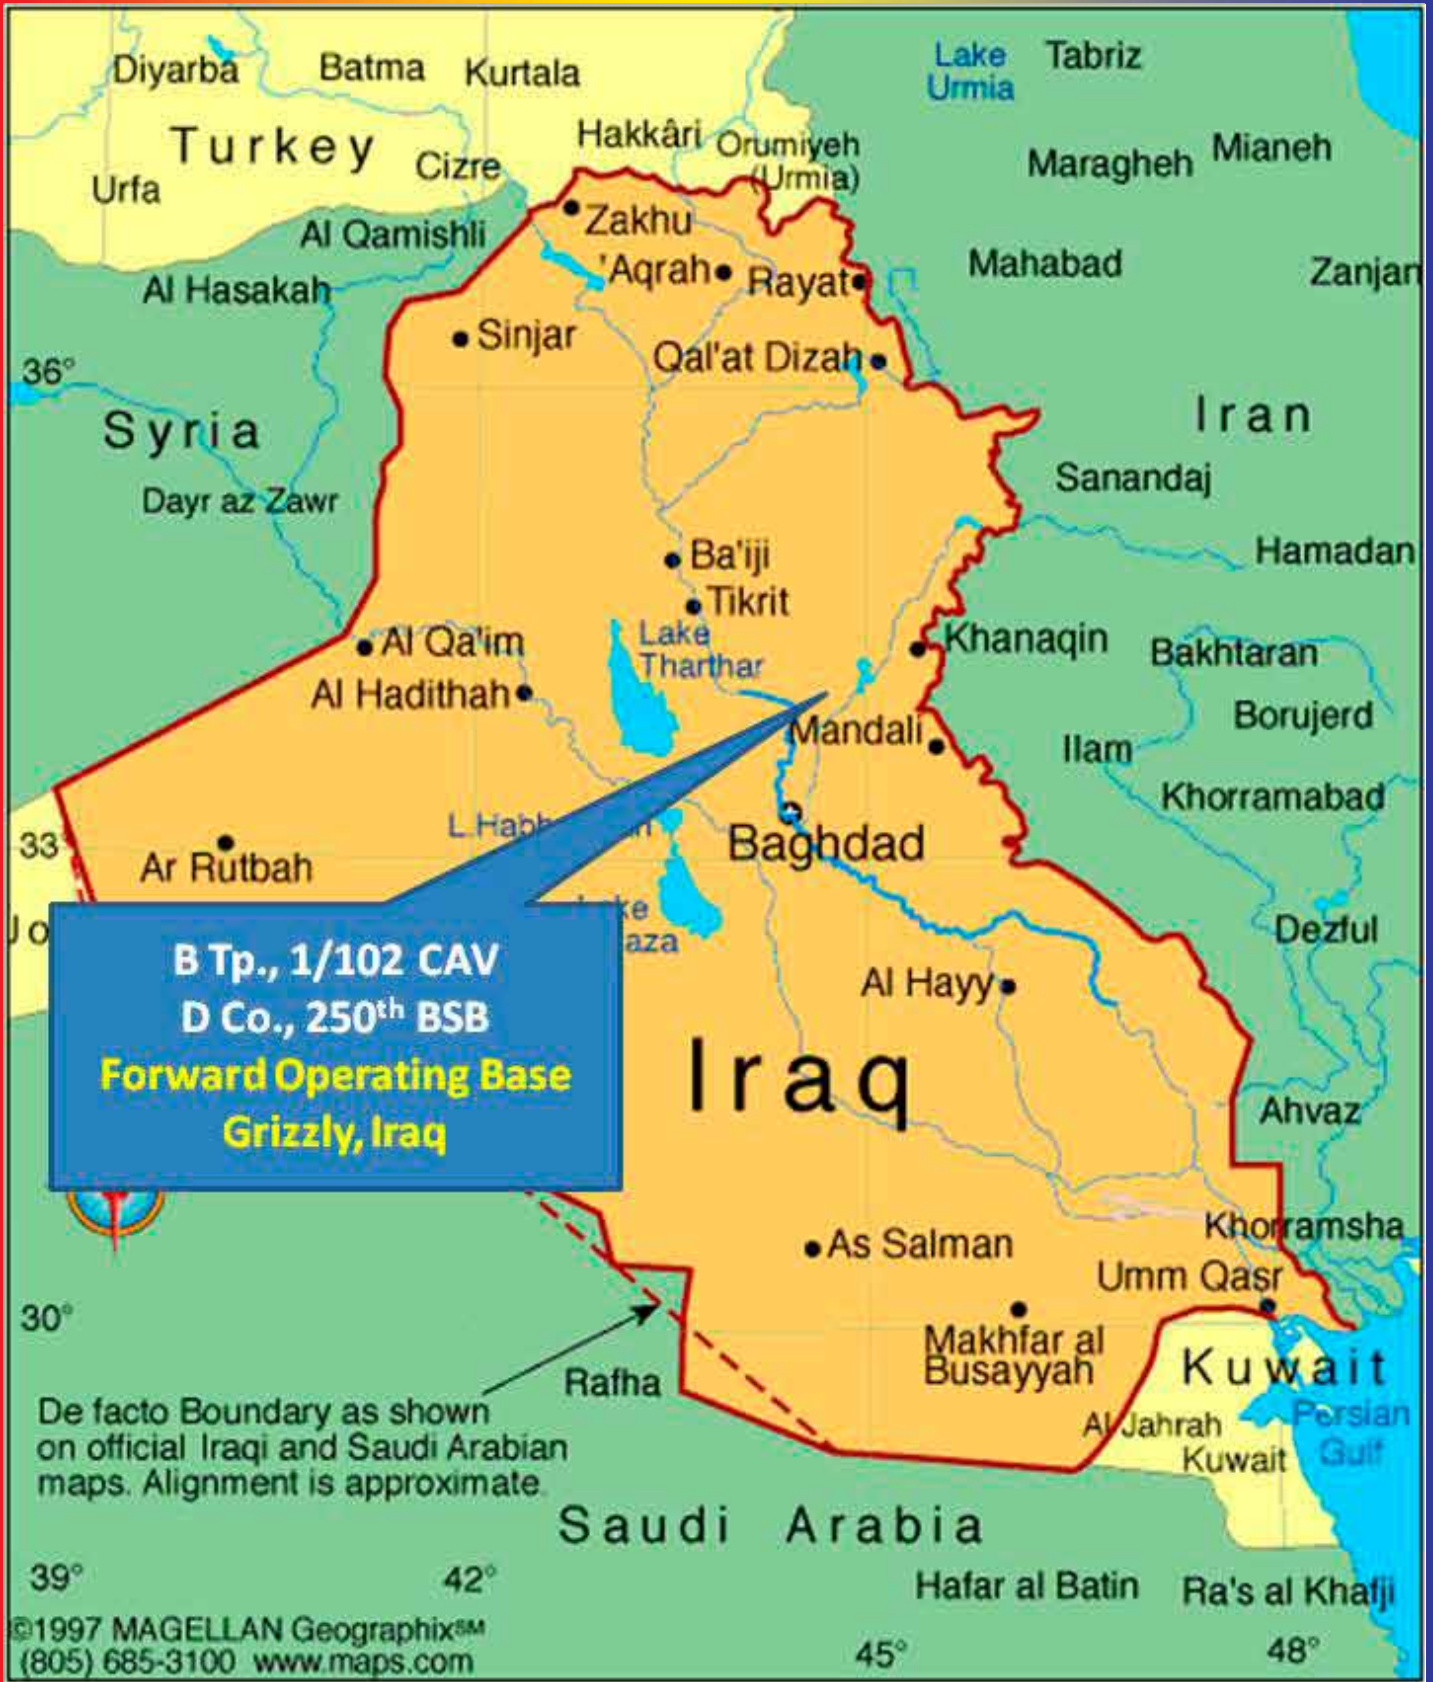 Diyarba
Batma
Kurtala
Lake
Urmia
Tabriz
Turkey
Hakkâri
Orumiyeh
(Urmia)
Maragheh
Mianeh
Cizre
Urfa
Al Qamishli
Zakhu
'Aqrah
Rayat
Mahabad
Zanjan
Al Hasakah
Sinjar
Qal'at Dizah
36°
Syria
Iran
Dayr az Zawr
Sanandaj
Ba'iji
Hamadan
Tikrit
Al Qa'im
Lake
Tharthar
Khanaqin
Bakhtaran
Al Hadithah
Mandali
Borujerd
Ilam
Khorramabad
L.Habb
33
Ar Rutbah
Baghdad
Jo
aza
Dezful
B Tp., 1/102 CAV
D Co., 250th BSB
Forward Operating Base
Grizzly, Iraq
Al Hayy
Iraq
Ahvaz
Khorramsha
As Salman
Umm Qasr
30°
Makhfar al
Busayyah
Kuwait
Rafha
De facto Boundary as shown
on official Iraqi and Saudi Arabian
maps. Alignment is approximate.
Al Jahrah
Kuwait
Persian
Gulf
Saudi Arabia
39°
42°
Hafar al Batin
Ra's al Khafji
©1997 MAGELLAN Geographix℠
(805) 685-3100 www.maps.com
45°
48°